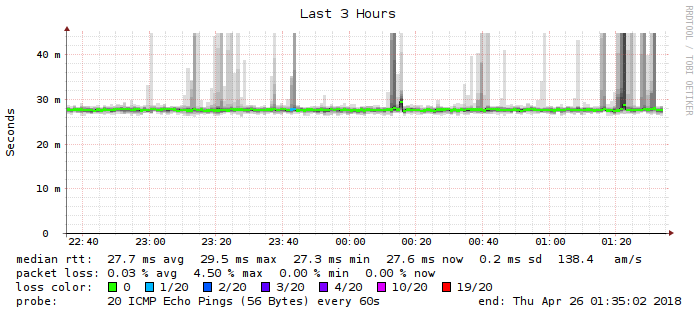 Last 3 Hours
RRDTOOL / TOBI OETIKER
Seconds
40 m
30 m
20 m
10 m
0
22:40 23:00 23:20 23:40 00:00 00:20 00:40 01:00 01:20
median rtt: 27.7 ms avg 29.5 ms max 27.3 ms min 27.6 ms now 0.2 ms sd 138.4 am/s
packet loss: 0.03 % avg 4.50 % max 0.00 % min 0.00 % now
loss color: 0 1/20 2/20 3/20 4/20 10/20 19/20
probe: 20 ICMP Echo Pings (56 Bytes) every 60s end: Thu Apr 26 01:35:02 2018